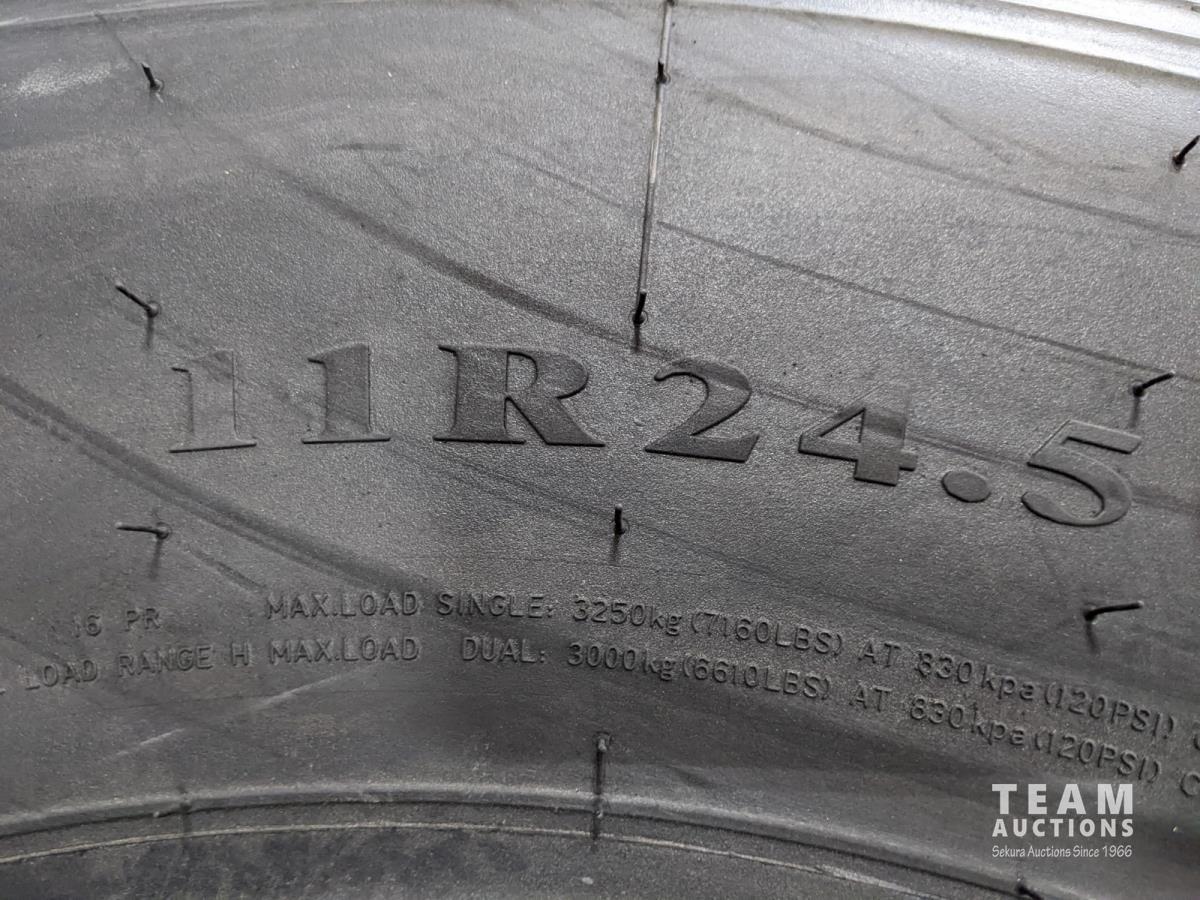 11R24.5
16 PR MAX.LOAD SINGLE: 3250kg (7160LBS) AT 830kpa (120PSI)
LOAD RANGE H MAX.LOAD DUAL: 3000kg (6610LBS) AT 830kpa (120PSI)
TEAM
AUCTIONS
Sekura Auctions Since 1966